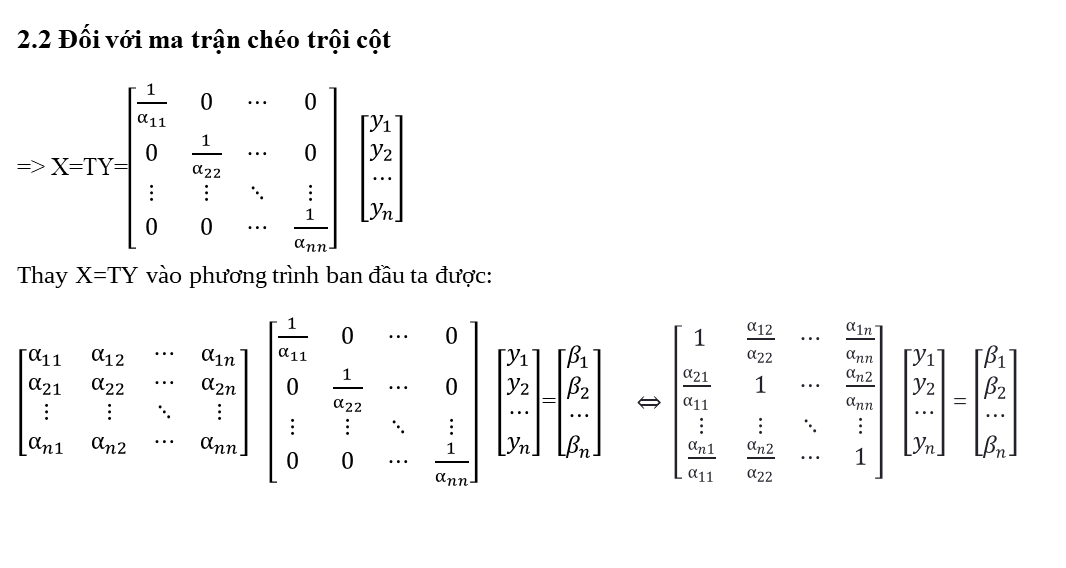 2.2 Đối với ma trận chéo trội cột
=> X=TY= [1/α₁₁ 0 ⋯ 0; 0 1/α₂₂ ⋯ 0; ⋮ ⋮ ⋱ ⋮; 0 0 ⋯ 1/αₙₙ] [y₁; y₂; ⋯; yₙ]
Thay X=TY vào phương trình ban đầu ta được:
[α₁₁ α₁₂ ⋯ α₁ₙ; α₂₁ α₂₂ ⋯ α₂ₙ; ⋮ ⋮ ⋱ ⋮; αₙ₁ αₙ₂ ⋯ αₙₙ] [1/α₁₁ 0 ⋯ 0; 0 1/α₂₂ ⋯ 0; ⋮ ⋮ ⋱ ⋮; 0 0 ⋯ 1/αₙₙ] [y₁; y₂; ⋯; yₙ] = [β₁; β₂; ⋯; βₙ] ⇔ [1 α₁₂/α₂₂ ⋯ α₁ₙ/αₙₙ; α₂₁/α₁₁ 1 ⋯ αₙ₂/αₙₙ; ⋮ ⋮ ⋱ ⋮; αₙ₁/α₁₁ αₙ₂/α₂₂ ⋯ 1] [y₁; y₂; ⋯; yₙ] = [β₁; β₂; ⋯; βₙ]